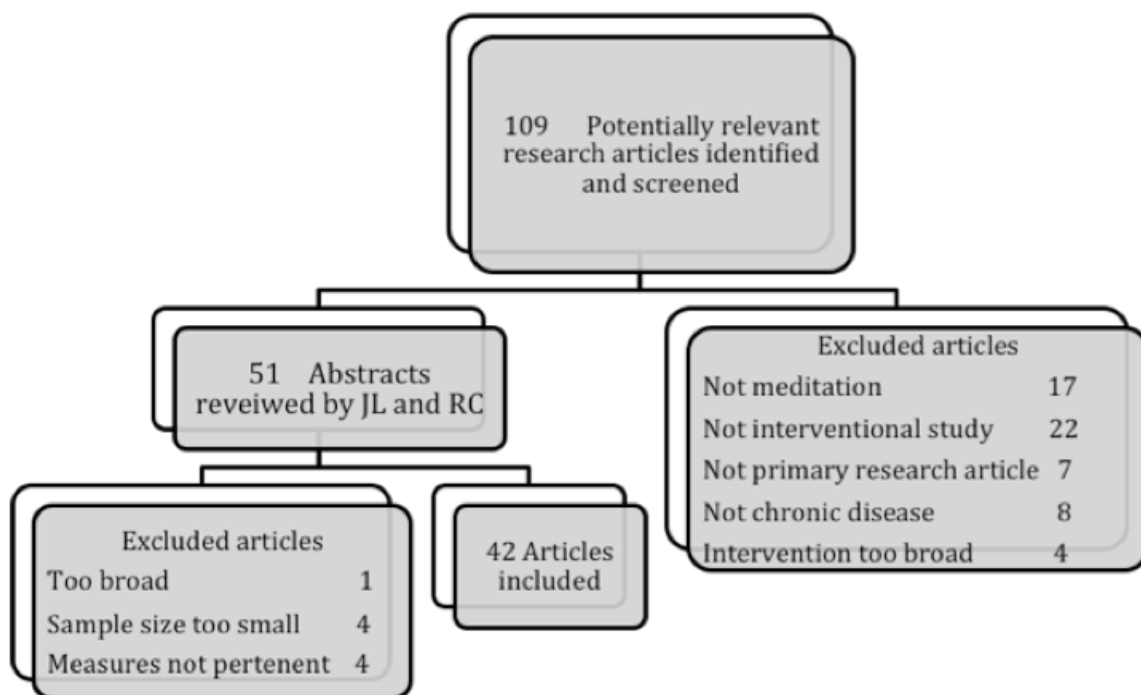 109 Potentially relevant
research articles identified
and screened
51 Abstracts
reveiwed by JL and RC
Excluded articles
Not meditation 17
Not interventional study 22
Not primary research article 7
Not chronic disease 8
Intervention too broad 4
Excluded articles
Too broad 1
Sample size too small 4
Measures not pertenent 4
42 Articles
included